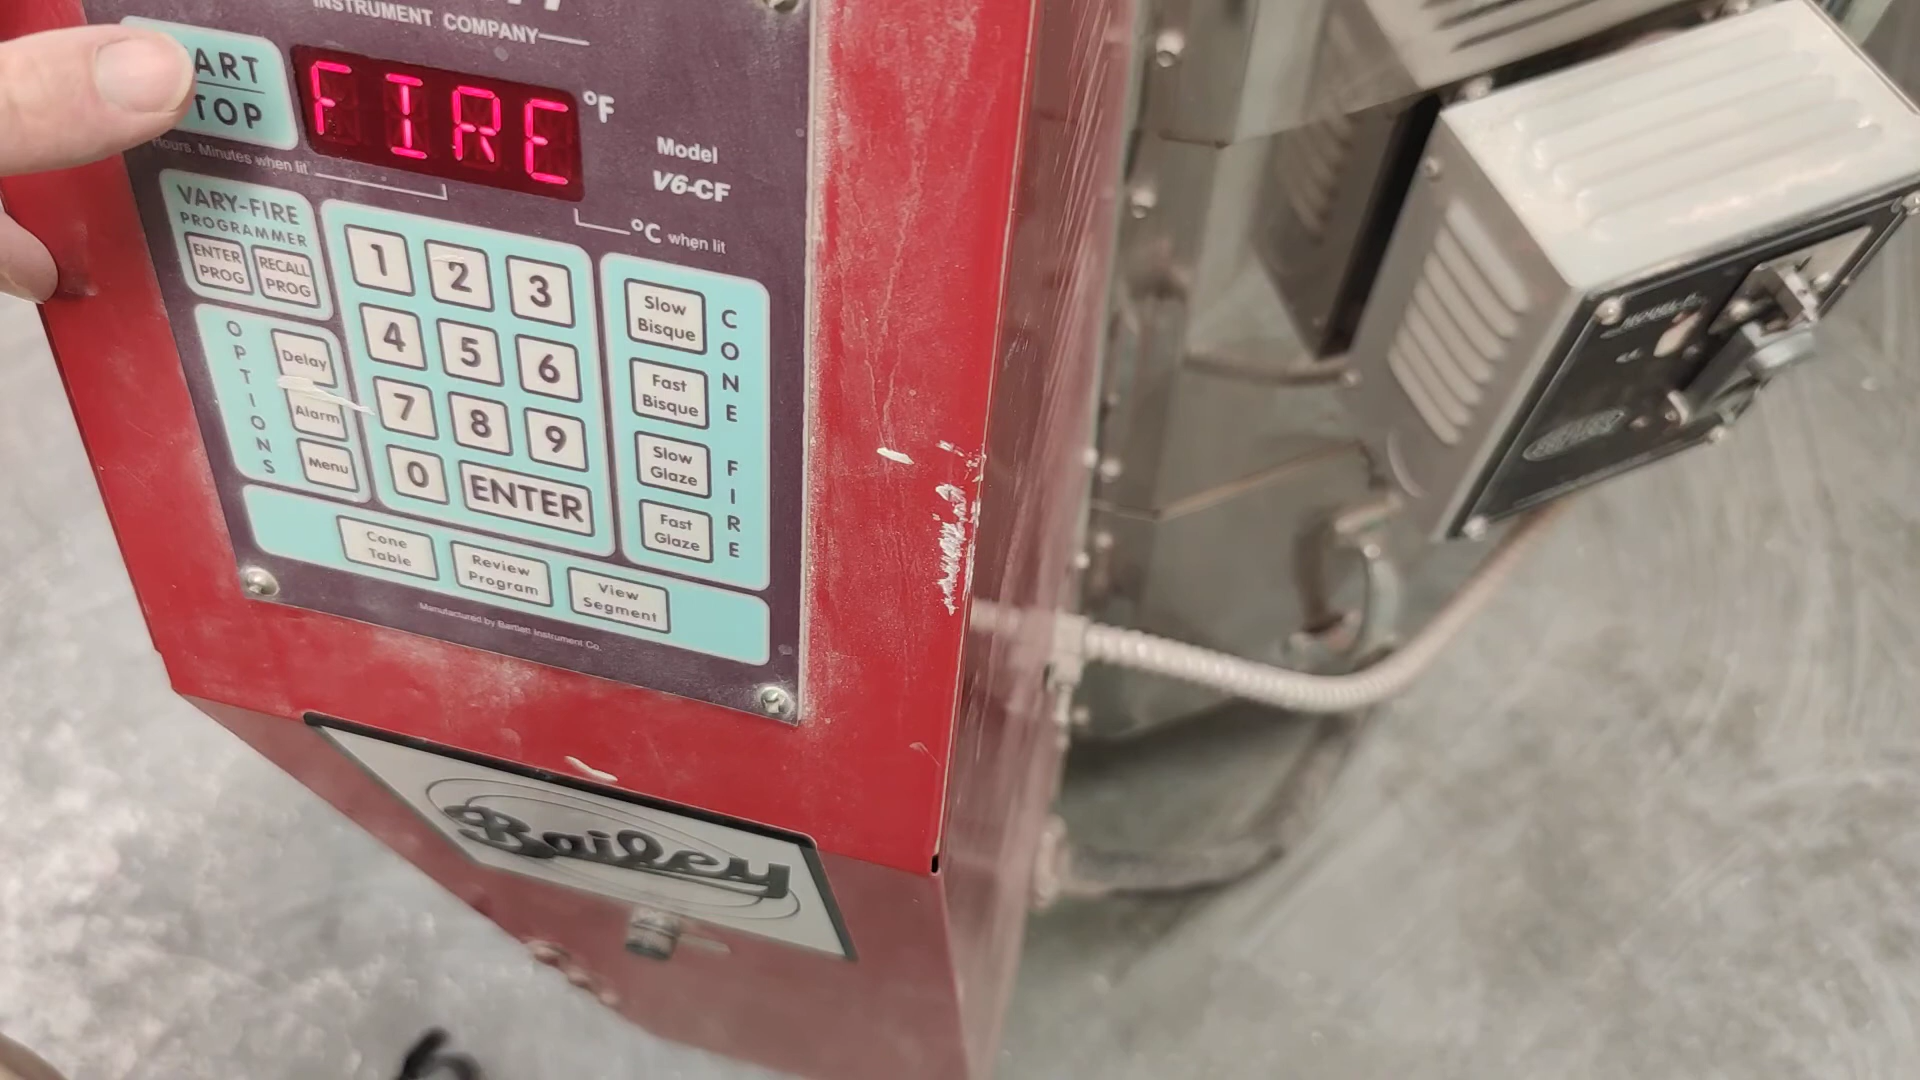 INSTRUMENT COMPANY
ART
TOP
FIRE
°F
Hours, Minutes when lit
Model
V6-CF
°C when lit
VARY-FIRE
PROGRAMMER
ENTER
PROG
RECALL
PROG
OPTIONS
Delay
Alarm
Menu
1
2
3
4
5
6
7
8
9
0
ENTER
Slow
Bisque
Fast
Bisque
Slow
Glaze
Fast
Glaze
CONE FIRE
Cone
Table
Review
Program
View
Segment
Manufactured by Bartlett Instrument Co.
Bailey
MODEL